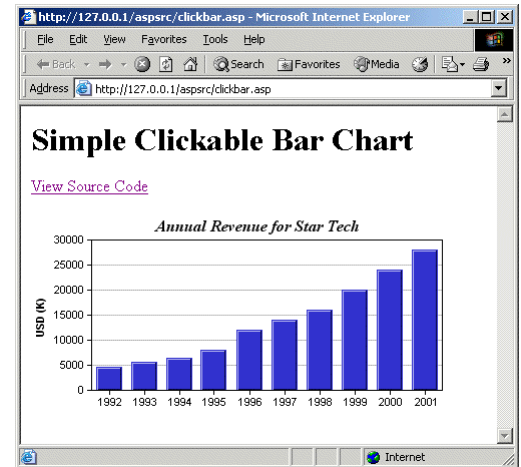 http://127.0.0.1/aspsrc/clickbar.asp - Microsoft Internet Explorer
File Edit View Favorites Tools Help
Back Search Favorites Media »
Address http://127.0.0.1/aspsrc/clickbar.asp
Simple Clickable Bar Chart
View Source Code
Annual Revenue for Star Tech
30000
25000
20000
15000
10000
5000
0
USD (K)
1992 1993 1994 1995 1996 1997 1998 1999 2000 2001
Internet